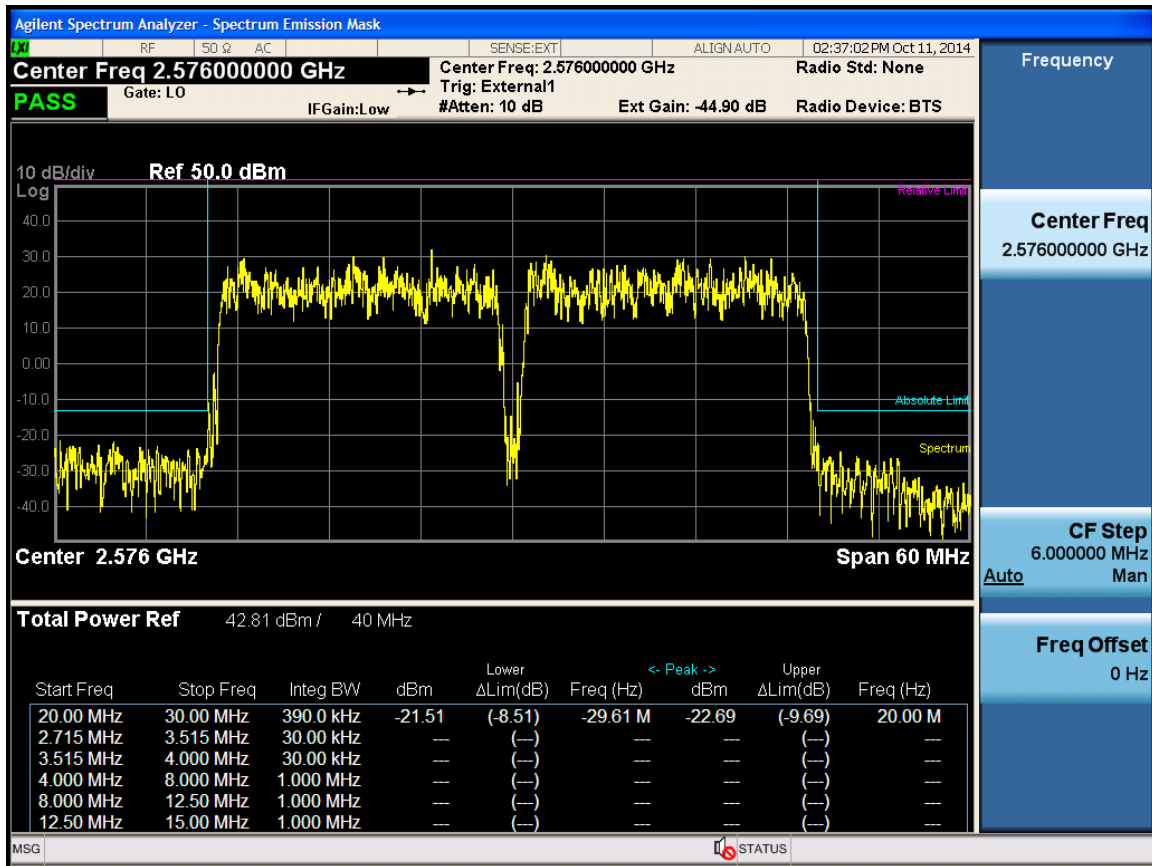 Agilent Spectrum Analyzer - Spectrum Emission Mask
LXI RF 50 Ω AC SENSE:EXT ALIGN AUTO 02:37:02 PM Oct 11, 2014
Center Freq 2.576000000 GHz Center Freq: 2.576000000 GHz Radio Std: None
PASS Gate: LO Trig: External1
IFGain:Low #Atten: 10 dB Ext Gain: -44.90 dB Radio Device: BTS
Frequency
10 dB/div Ref 50.0 dBm
Log
Relative Limit
40.0
30.0
20.0
10.0
0.00
-10.0
Absolute Limit
-20.0
Spectrum
-30.0
-40.0
Center 2.576 GHz Span 60 MHz
Center Freq
2.576000000 GHz
CF Step
6.000000 MHz
Auto Man
Freq Offset
0 Hz
Total Power Ref 42.81 dBm / 40 MHz
Lower <- Peak -> Upper
Start Freq Stop Freq Integ BW dBm ΔLim(dB) Freq (Hz) dBm ΔLim(dB) Freq (Hz)
20.00 MHz 30.00 MHz 390.0 kHz -21.51 (-8.51) -29.61 M -22.69 (-9.69) 20.00 M
2.715 MHz 3.515 MHz 30.00 kHz --- (---) --- --- (---) ---
3.515 MHz 4.000 MHz 30.00 kHz --- (---) --- --- (---) ---
4.000 MHz 8.000 MHz 1.000 MHz --- (---) --- --- (---) ---
8.000 MHz 12.50 MHz 1.000 MHz --- (---) --- --- (---) ---
12.50 MHz 15.00 MHz 1.000 MHz --- (---) --- --- (---) ---
MSG STATUS